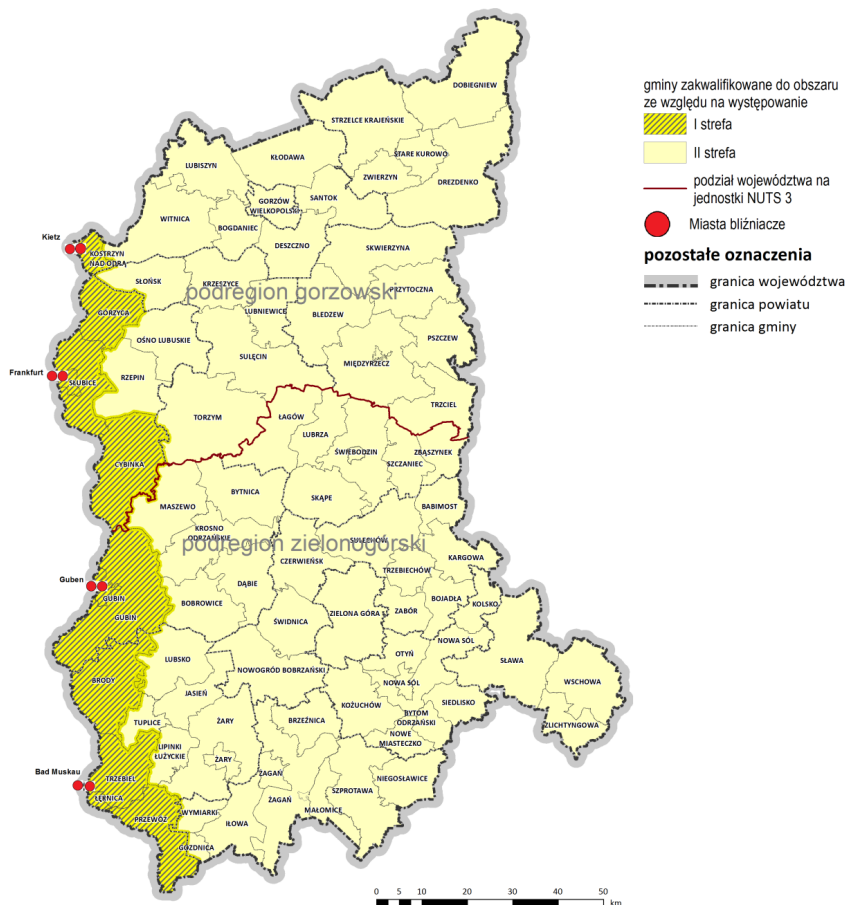 DOBIEGNIEW
STRZELCE KRAJEŃSKIE
STARE KUROWO
KŁODAWA
LUBISZYN
ZWIERZYN
DREZDENKO
GORZÓW
WIELKOPOLSKI
SANTOK
WITNICA
BOGDANIEC
Kietz
DESZCZNO
SKWIERZYNA
KOSTRZYN
NAD ODRĄ
SŁOŃSK
KRZESZYCE
PRZYTOCZNA
podregion gorzowski
GÓRZYCA
LUBNIEWICE
BLEDZEW
OŚNO LUBUSKIE
PSZCZEW
SULĘCIN
MIĘDZYRZECZ
Frankfurt
RZEPIN
SŁUBICE
TRZCIEL
TORZYM
ŁAGÓW
LUBRZA
ŚWIEBODZIN
ZBĄSZYNEK
SZCZANIEC
CYBINKA
BYTNICA
SKĄPE
MASZEWO
BABIMOST
KROSNO
ODRZAŃSKIE
SULECHÓW
podregion zielonogórski
KARGOWA
CZERWIEŃSK
TRZEBIECHÓW
Guben
DĄBIE
GUBIN
BOJADŁA
KOLSKO
BOBROWICE
ZIELONA GÓRA
ZABÓR
GUBIN
ŚWIDNICA
NOWA SÓL
OTYŃ
LUBSKO
SŁAWA
NOWOGRÓD BOBRZAŃSKI
BRODY
NOWA SÓL
WSCHOWA
JASIEŃ
SIEDLISKO
KOŻUCHÓW
BYTOM
ODRZAŃSKI
TUPLICE
ŻARY
BRZEŹNICA
SZLICHTYNGOWA
NOWE
MIASTECZKO
LIPINKI
ŁUŻYCKIE
ŻARY
Bad Muskau
ŻAGAŃ
TRZEBIEL
NIEGOSŁAWICE
SZPROTAWA
ŁĘKNICA
ŻAGAŃ
MAŁOMICE
WYMIARKI
PRZEWÓZ
IŁOWA
GOZDNICA
gminy zakwalifikowane do obszaru
ze względu na występowanie
I strefa
II strefa
podział województwa na
jednostki NUTS 3
Miasta bliźniacze
pozostałe oznaczenia
granica województwa
granica powiatu
granica gminy
0 5 10 20 30 40 50
km